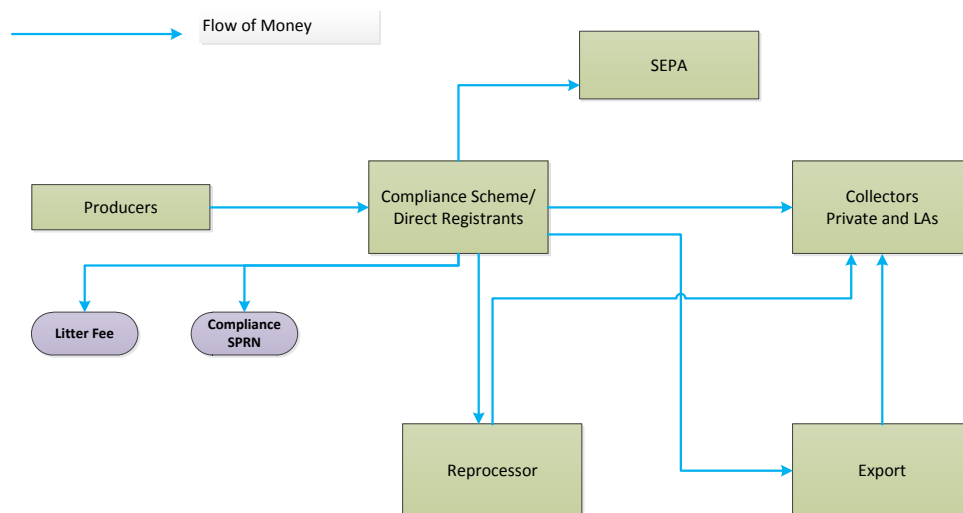 Flow of Money
SEPA
Producers
Compliance Scheme/
Direct Registrants
Collectors
Private and LAs
Litter Fee
Compliance
SPRN
Reprocessor
Export